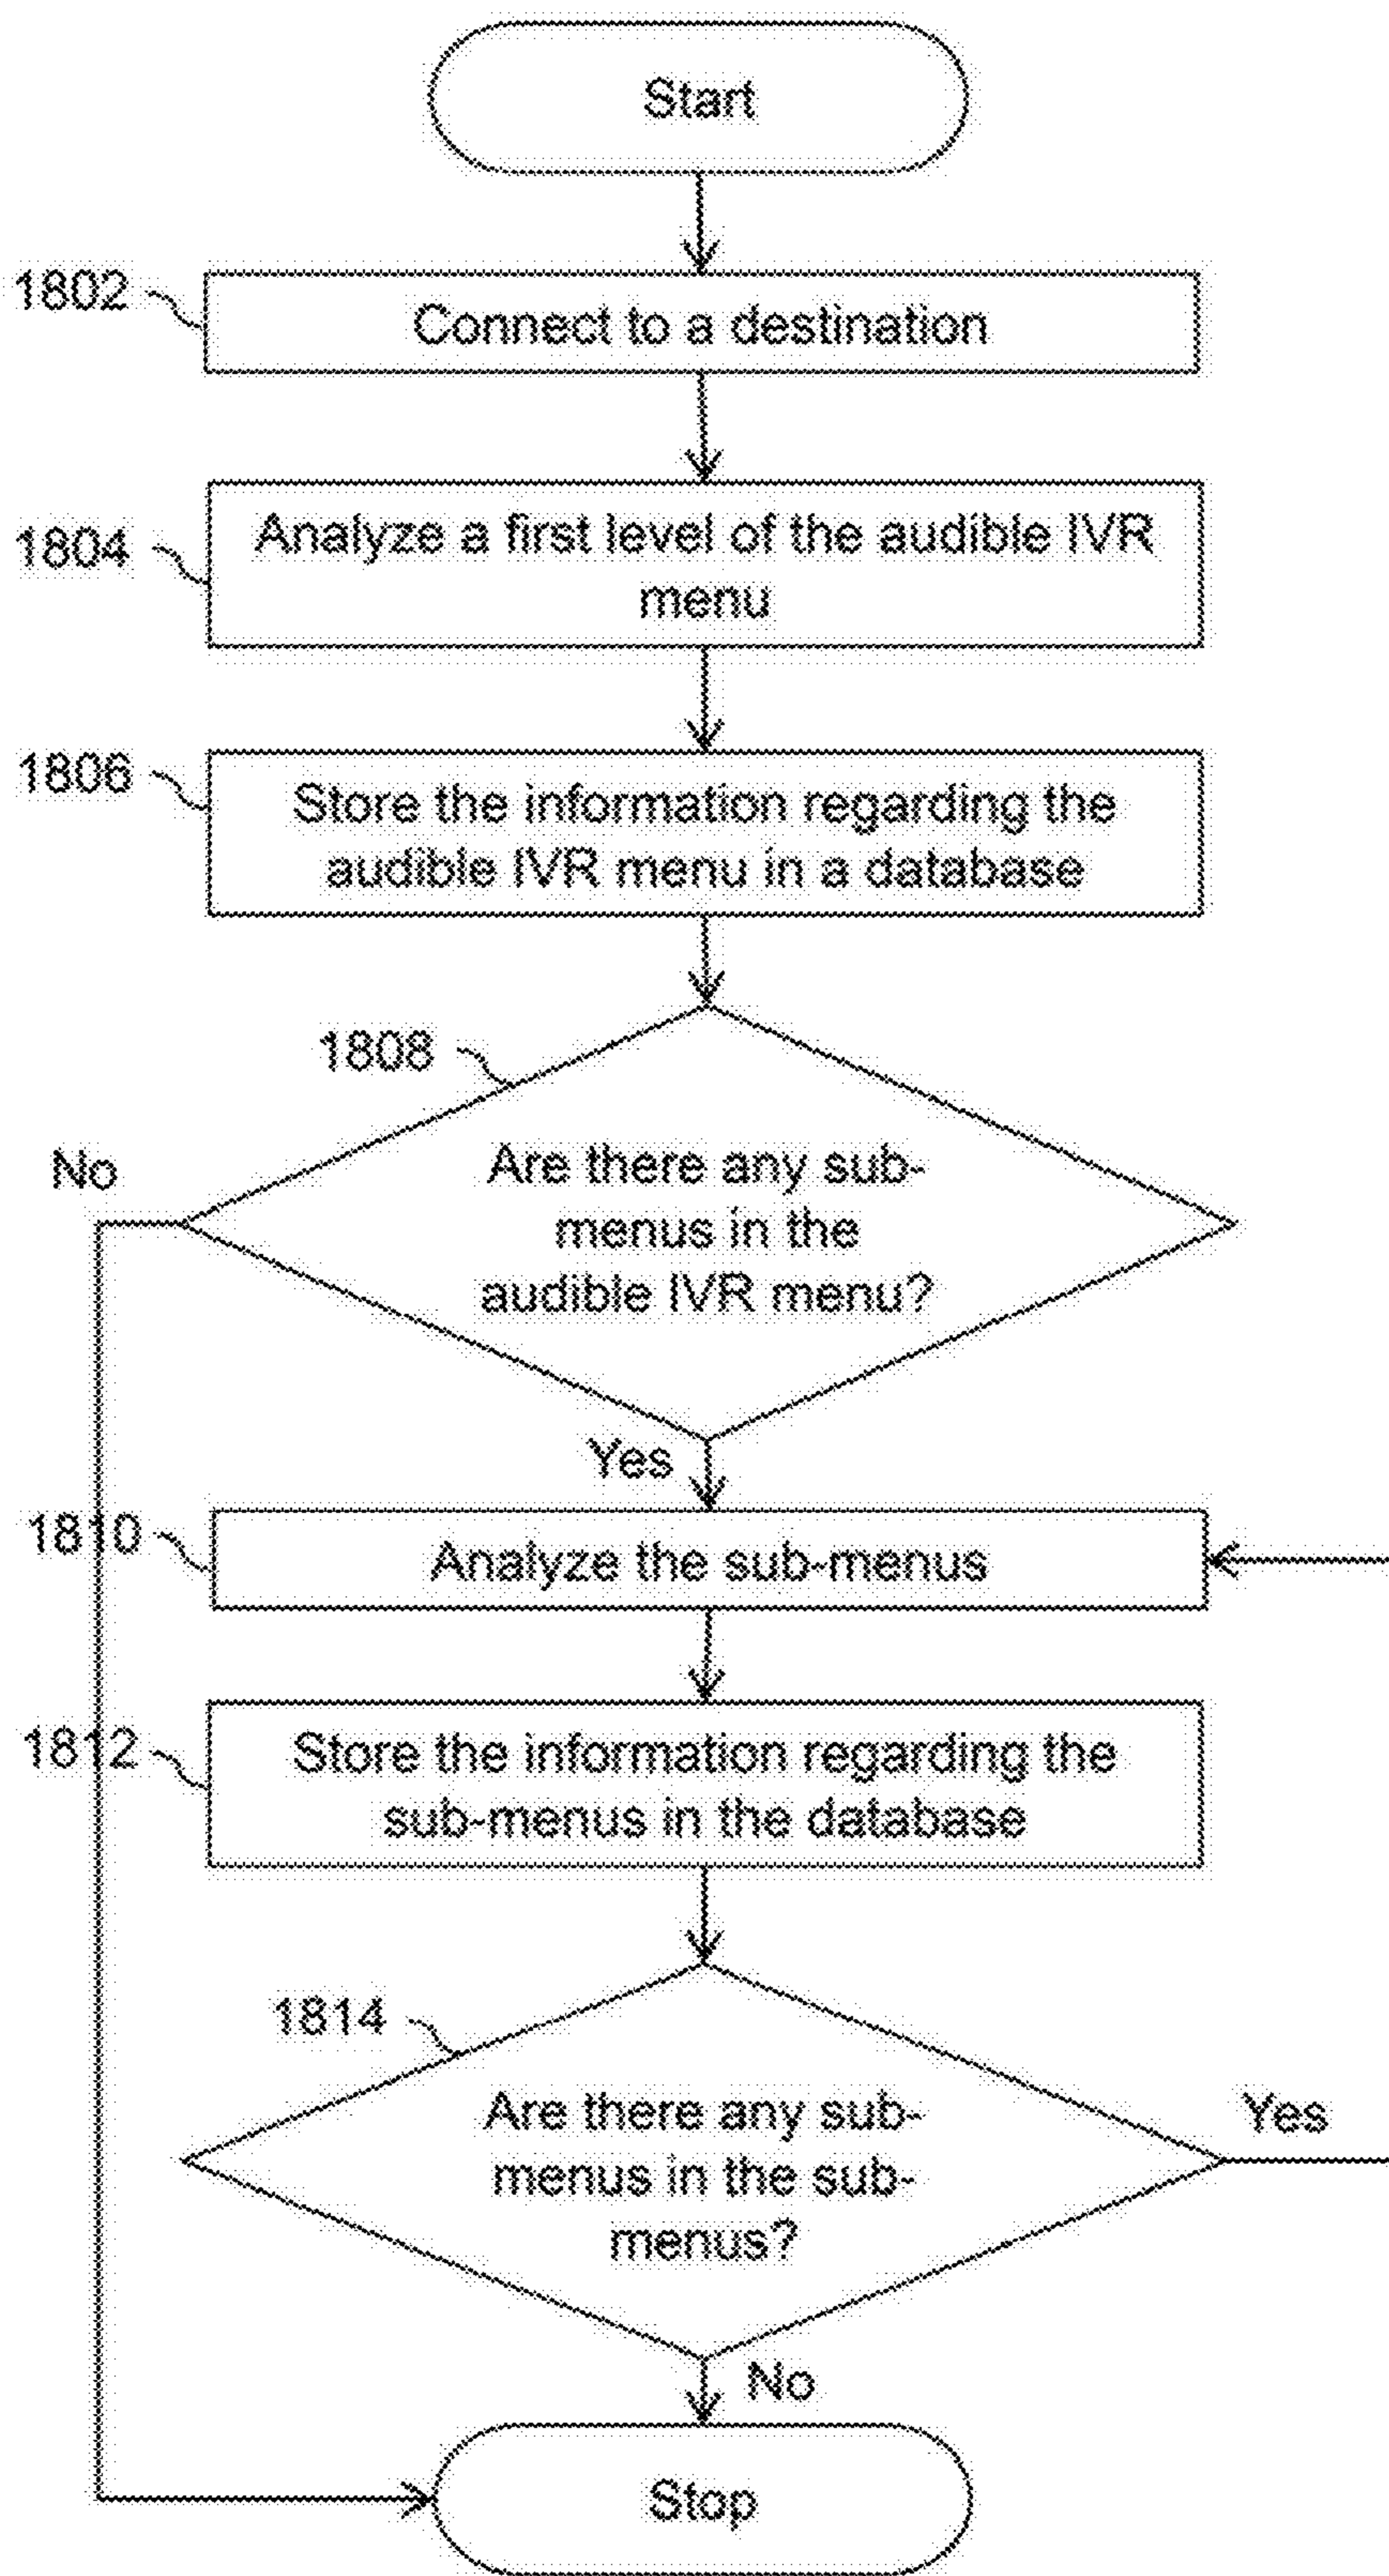 Start
1802
Connect to a destination
1804
Analyze a first level of the audible IVR
menu
1806
Store the information regarding the
audible IVR menu in a database
1808
No
Are there any sub-
menus in the
audible IVR menu?
Yes
1810
Analyze the sub-menus
1812
Store the information regarding the
sub-menus in the database
1814
Are there any sub-
menus in the sub-
menus?
Yes
No
Stop